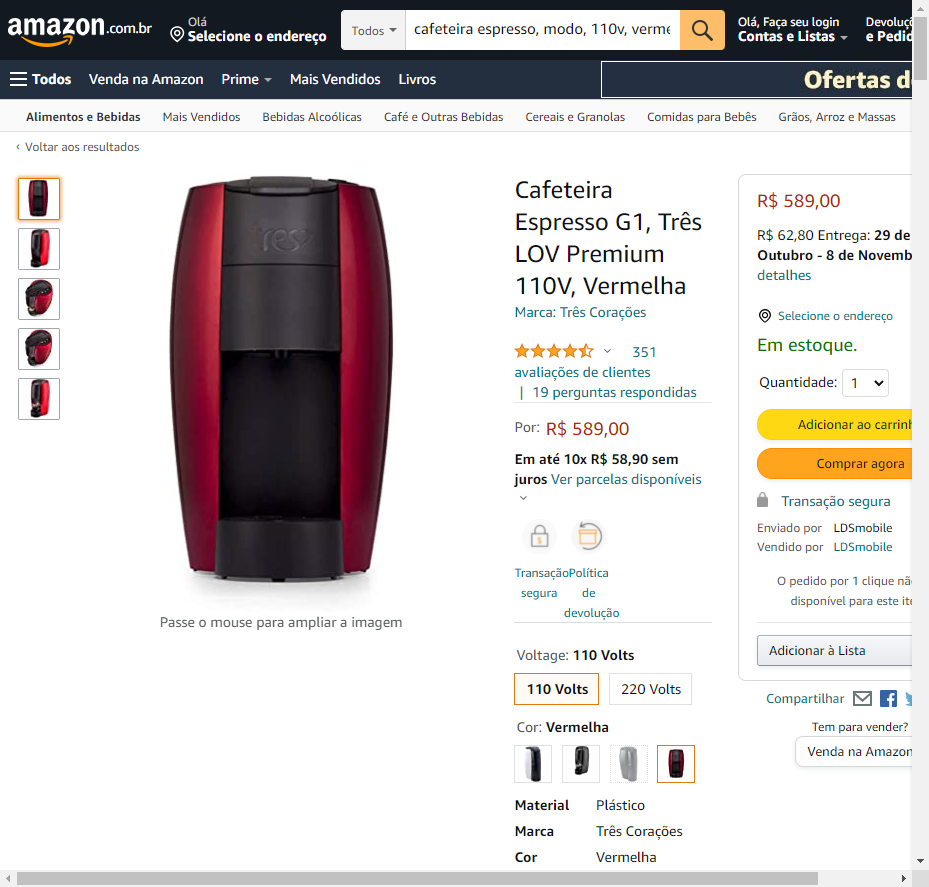 amazon.com.br
Olá
Selecione o endereço
Todos
cafeteira espresso, modo, 110v, verme
Olá, Faça seu login
Contas e Listas
Devoluçõ
e Pedid
Todos
Venda na Amazon
Prime
Mais Vendidos
Livros
Ofertas d
Alimentos e Bebidas
Mais Vendidos
Bebidas Alcoólicas
Café e Outras Bebidas
Cereais e Granolas
Comidas para Bebês
Grãos, Arroz e Massas
‹ Voltar aos resultados
TRES
Passe o mouse para ampliar a imagem
Cafeteira
Espresso G1, Três
LOV Premium
110V, Vermelha
Marca: Três Corações
351
avaliações de clientes
| 19 perguntas respondidas
Por: R$ 589,00
Em até 10x R$ 58,90 sem
juros Ver parcelas disponíveis
Transação
segura
Política
de
devolução
Voltage: 110 Volts
110 Volts
220 Volts
Cor: Vermelha
Material Plástico
Marca Três Corações
Cor Vermelha
R$ 589,00
R$ 62,80 Entrega: 29 de
Outubro - 8 de Novemb
detalhes
Selecione o endereço
Em estoque.
Quantidade: 1
Adicionar ao carrinh
Comprar agora
Transação segura
Enviado por LDSmobile
Vendido por LDSmobile
O pedido por 1 clique nã
disponível para este ite
Adicionar à Lista
Compartilhar
Tem para vender?
Venda na Amazon